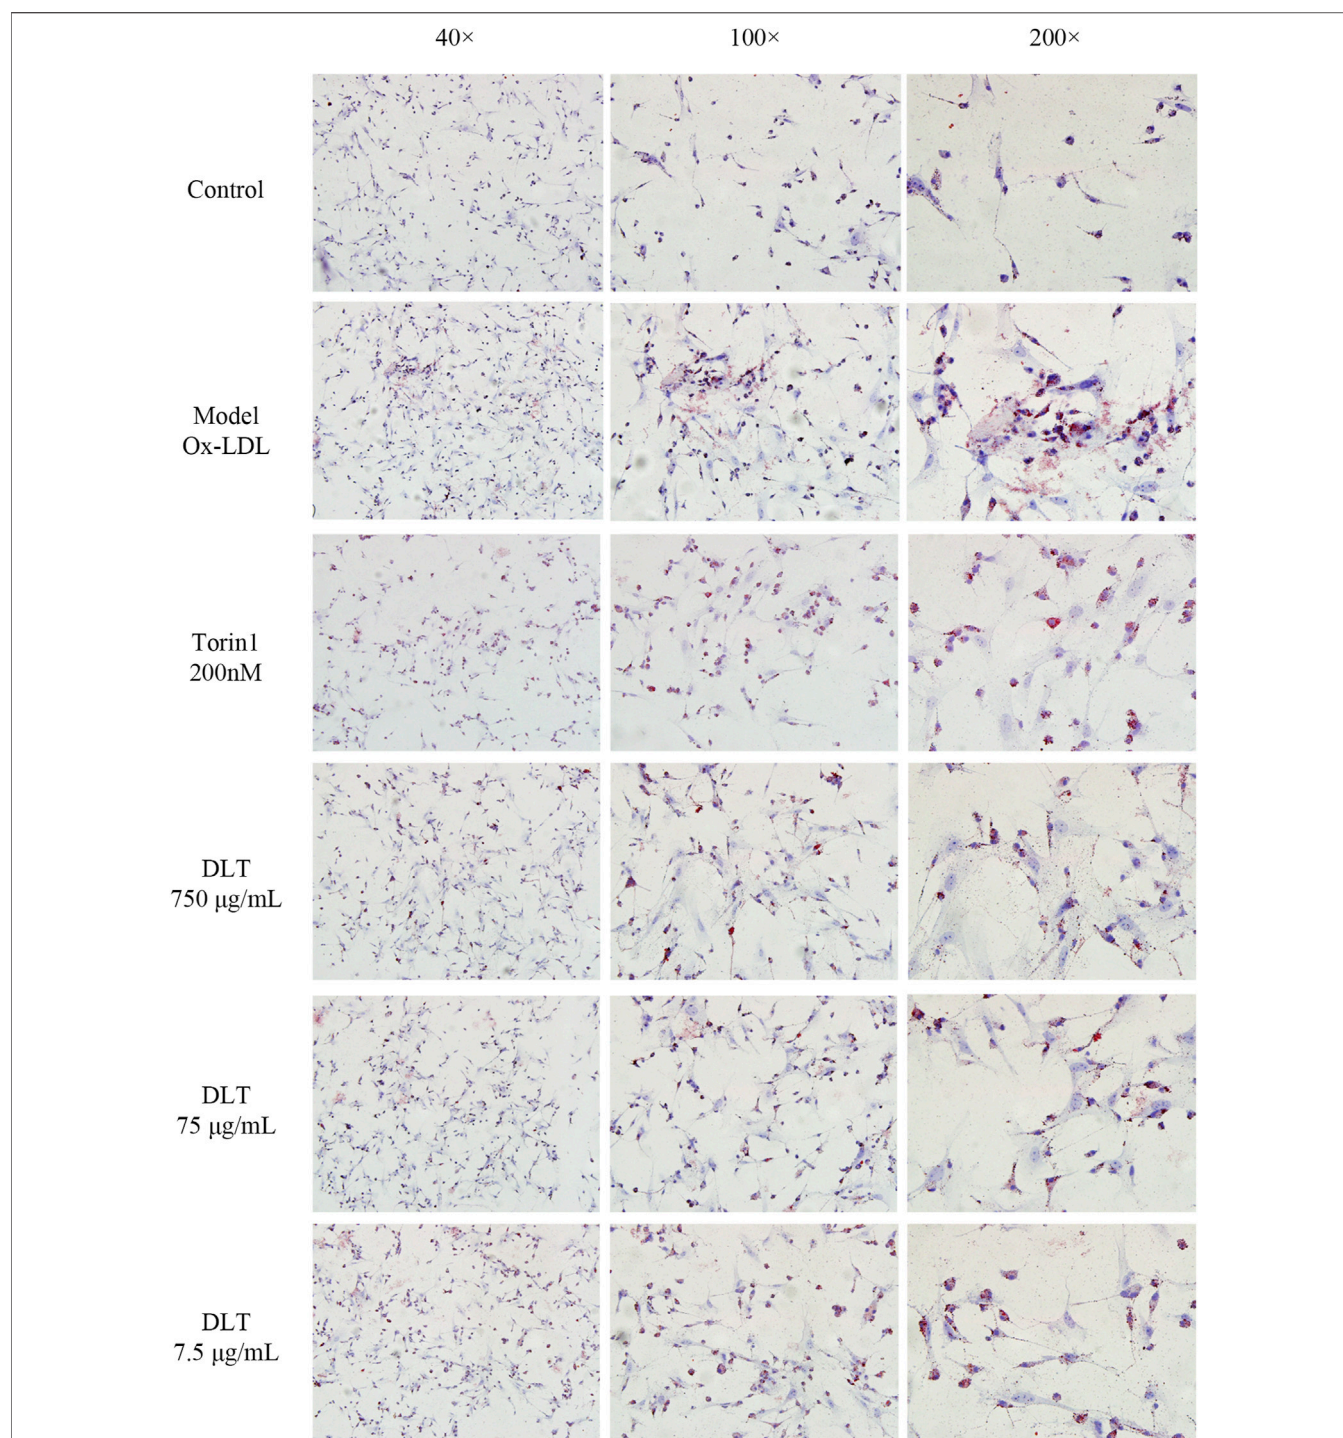 40× 100× 200×
Control
Model
Ox-LDL
Torin1
200nM
DLT
750 μg/mL
DLT
75 μg/mL
DLT
7.5 μg/mL